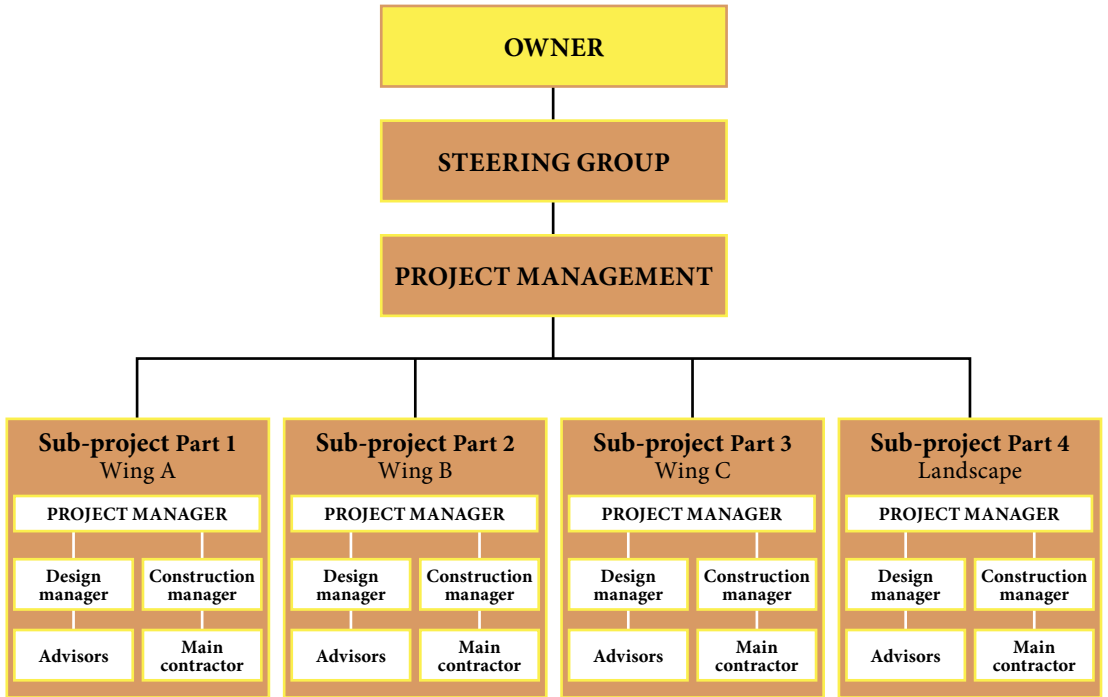 OWNER
STEERING GROUP
PROJECT MANAGEMENT
Sub-project Part 1
Wing A
PROJECT MANAGER
Design
manager
Construction
manager
Advisors
Main
contractor
Sub-project Part 2
Wing B
PROJECT MANAGER
Design
manager
Construction
manager
Advisors
Main
contractor
Sub-project Part 3
Wing C
PROJECT MANAGER
Design
manager
Construction
manager
Advisors
Main
contractor
Sub-project Part 4
Landscape
PROJECT MANAGER
Design
manager
Construction
manager
Advisors
Main
contractor